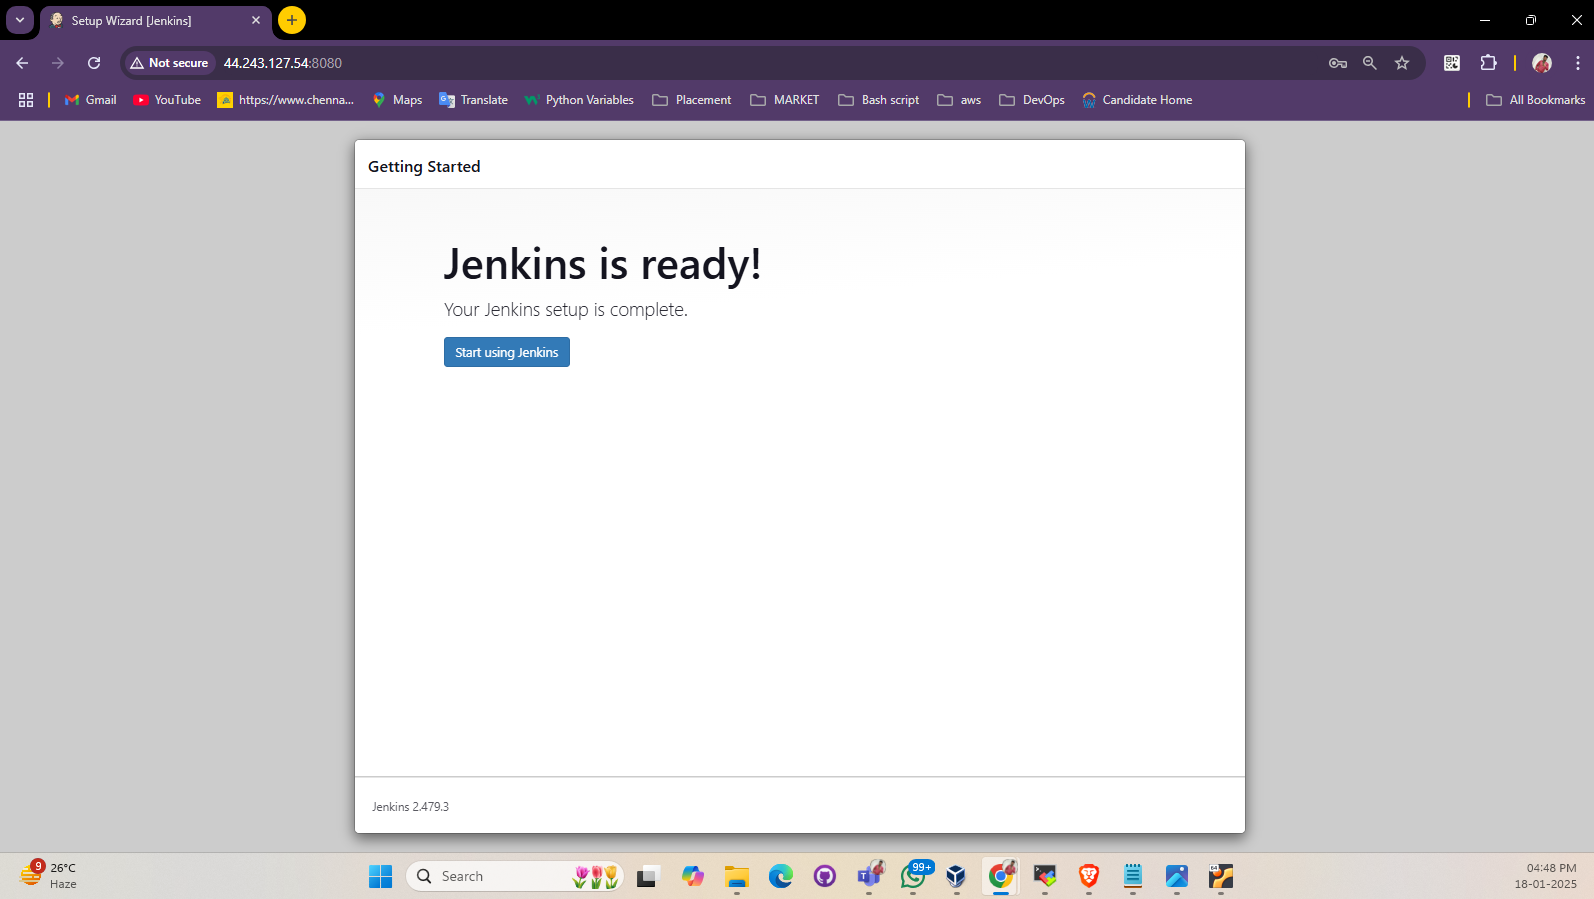 Setup Wizard [Jenkins]
Not secure
44.243.127.54:8080
Gmail
YouTube
https://www.chenna...
Maps
Translate
Python Variables
Placement
MARKET
Bash script
aws
DevOps
Candidate Home
All Bookmarks
Getting Started
Jenkins is ready!
Your Jenkins setup is complete.
Start using Jenkins
Jenkins 2.479.3
9
26°C
Haze
Search
99+
64
04:48 PM
18-01-2025